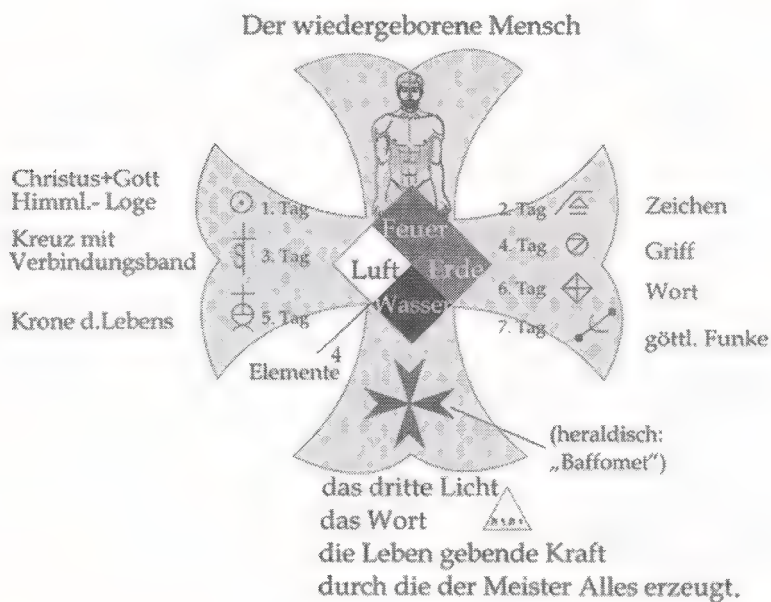 Der wiedergeborene Mensch
Christus+Gott
Himml.- Loge
1. Tag
2. Tag
Zeichen
Kreuz mit
Verbindungsband
3. Tag
4. Tag
Griff
Krone d.Lebens
5. Tag
6. Tag
Wort
7. Tag
göttl. Funke
Feuer
Luft
Erde
Wasser
4
Elemente
(heraldisch:
„Baffomet")
das dritte Licht
das Wort
die Leben gebende Kraft
durch die der Meister Alles erzeugt.